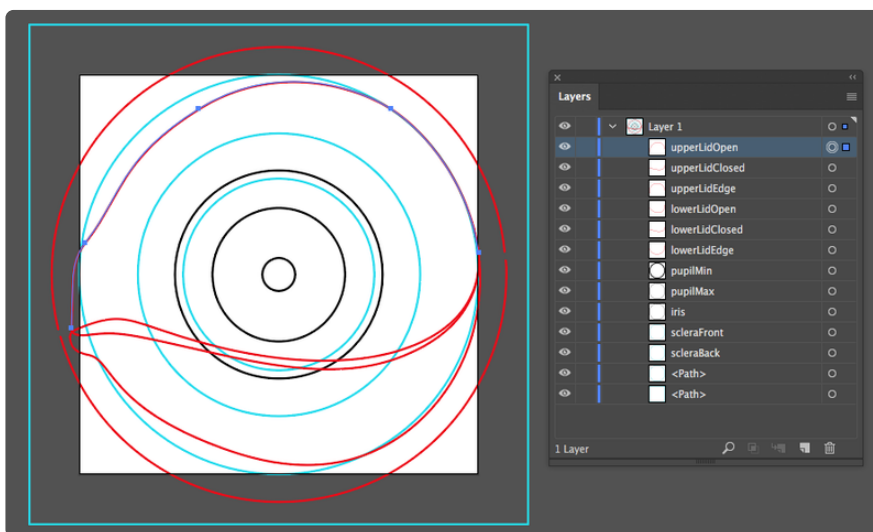 Layers
Layer 1
upperLidOpen
upperLidClosed
upperLidEdge
lowerLidOpen
lowerLidClosed
lowerLidEdge
pupilMin
pupilMax
iris
scleraFront
scleraBack
<Path>
<Path>
1 Layer